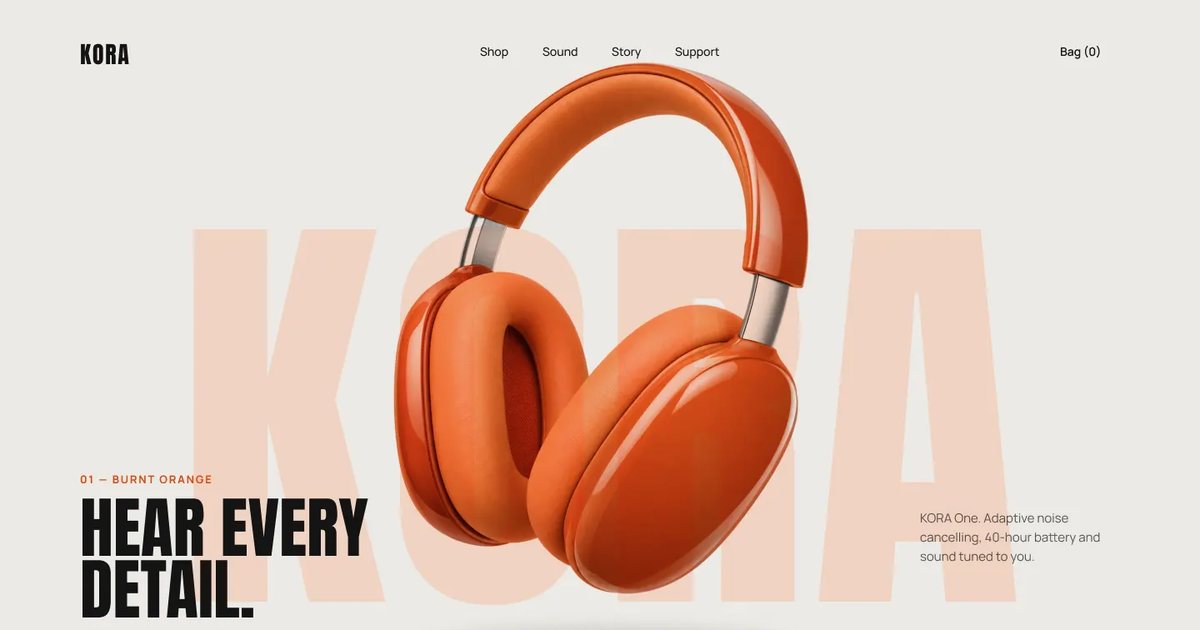 KORA
Shop Sound Story Support
Bag (0)
KORA
01 — BURNT ORANGE
HEAR EVERY
DETAIL.
KORA One. Adaptive noise
cancelling, 40-hour battery and
sound tuned to you.